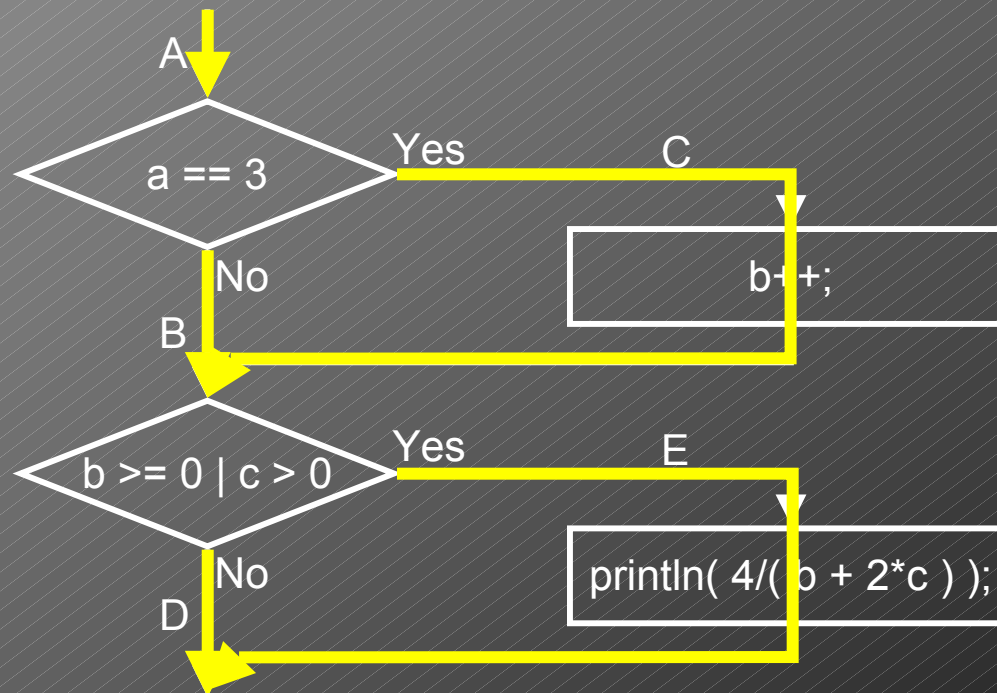 A
a == 3
Yes
C
b++;
No
B
b >= 0 | c > 0
Yes
E
println( 4/( b + 2*c ) );
No
D